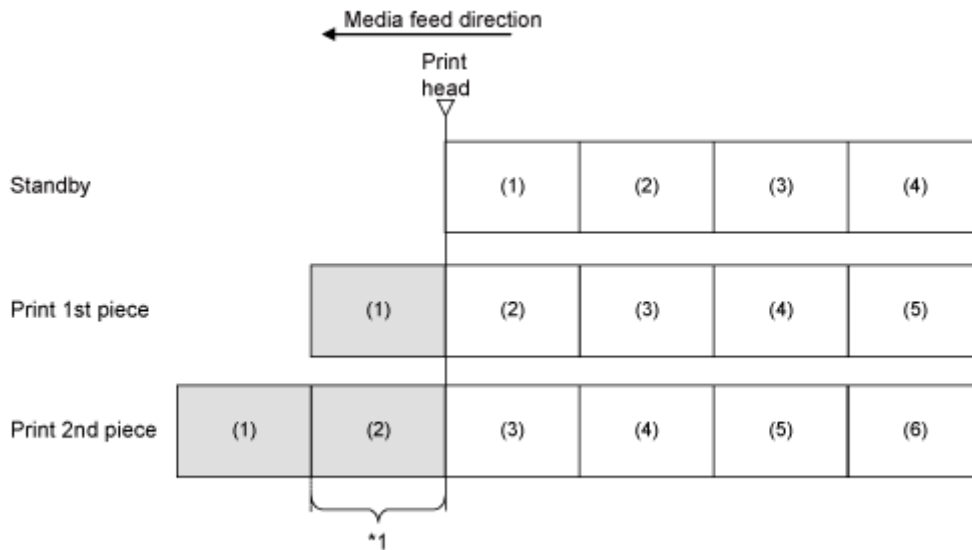 Media feed direction
Print
head
Standby
(1) (2) (3) (4)
Print 1st piece
(1) (2) (3) (4) (5)
Print 2nd piece
(1) (2) (3) (4) (5) (6)
*1